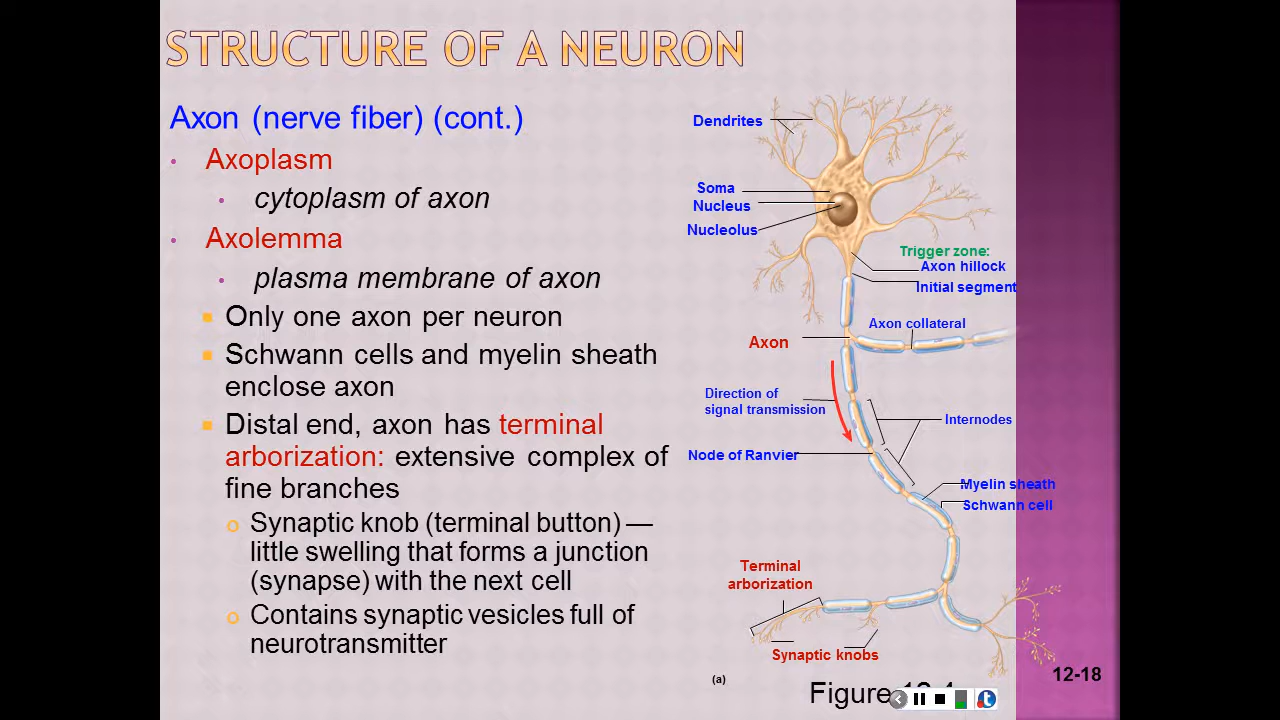 STRUCTURE OF A NEURON
Axon (nerve fiber) (cont.)
• Axoplasm
• cytoplasm of axon
• Axolemma
• plasma membrane of axon
Only one axon per neuron
Schwann cells and myelin sheath
enclose axon
Distal end, axon has terminal
arborization: extensive complex of
fine branches
Synaptic knob (terminal button) —
little swelling that forms a junction
(synapse) with the next cell
Contains synaptic vesicles full of
neurotransmitter
Dendrites
Soma
Nucleus
Nucleolus
Trigger zone:
Axon hillock
Initial segment
Axon collateral
Axon
Direction of
signal transmission
Internodes
Node of Ranvier
Myelin sheath
Schwann cell
Terminal
arborization
Synaptic knobs
(a)
Figure
12-18